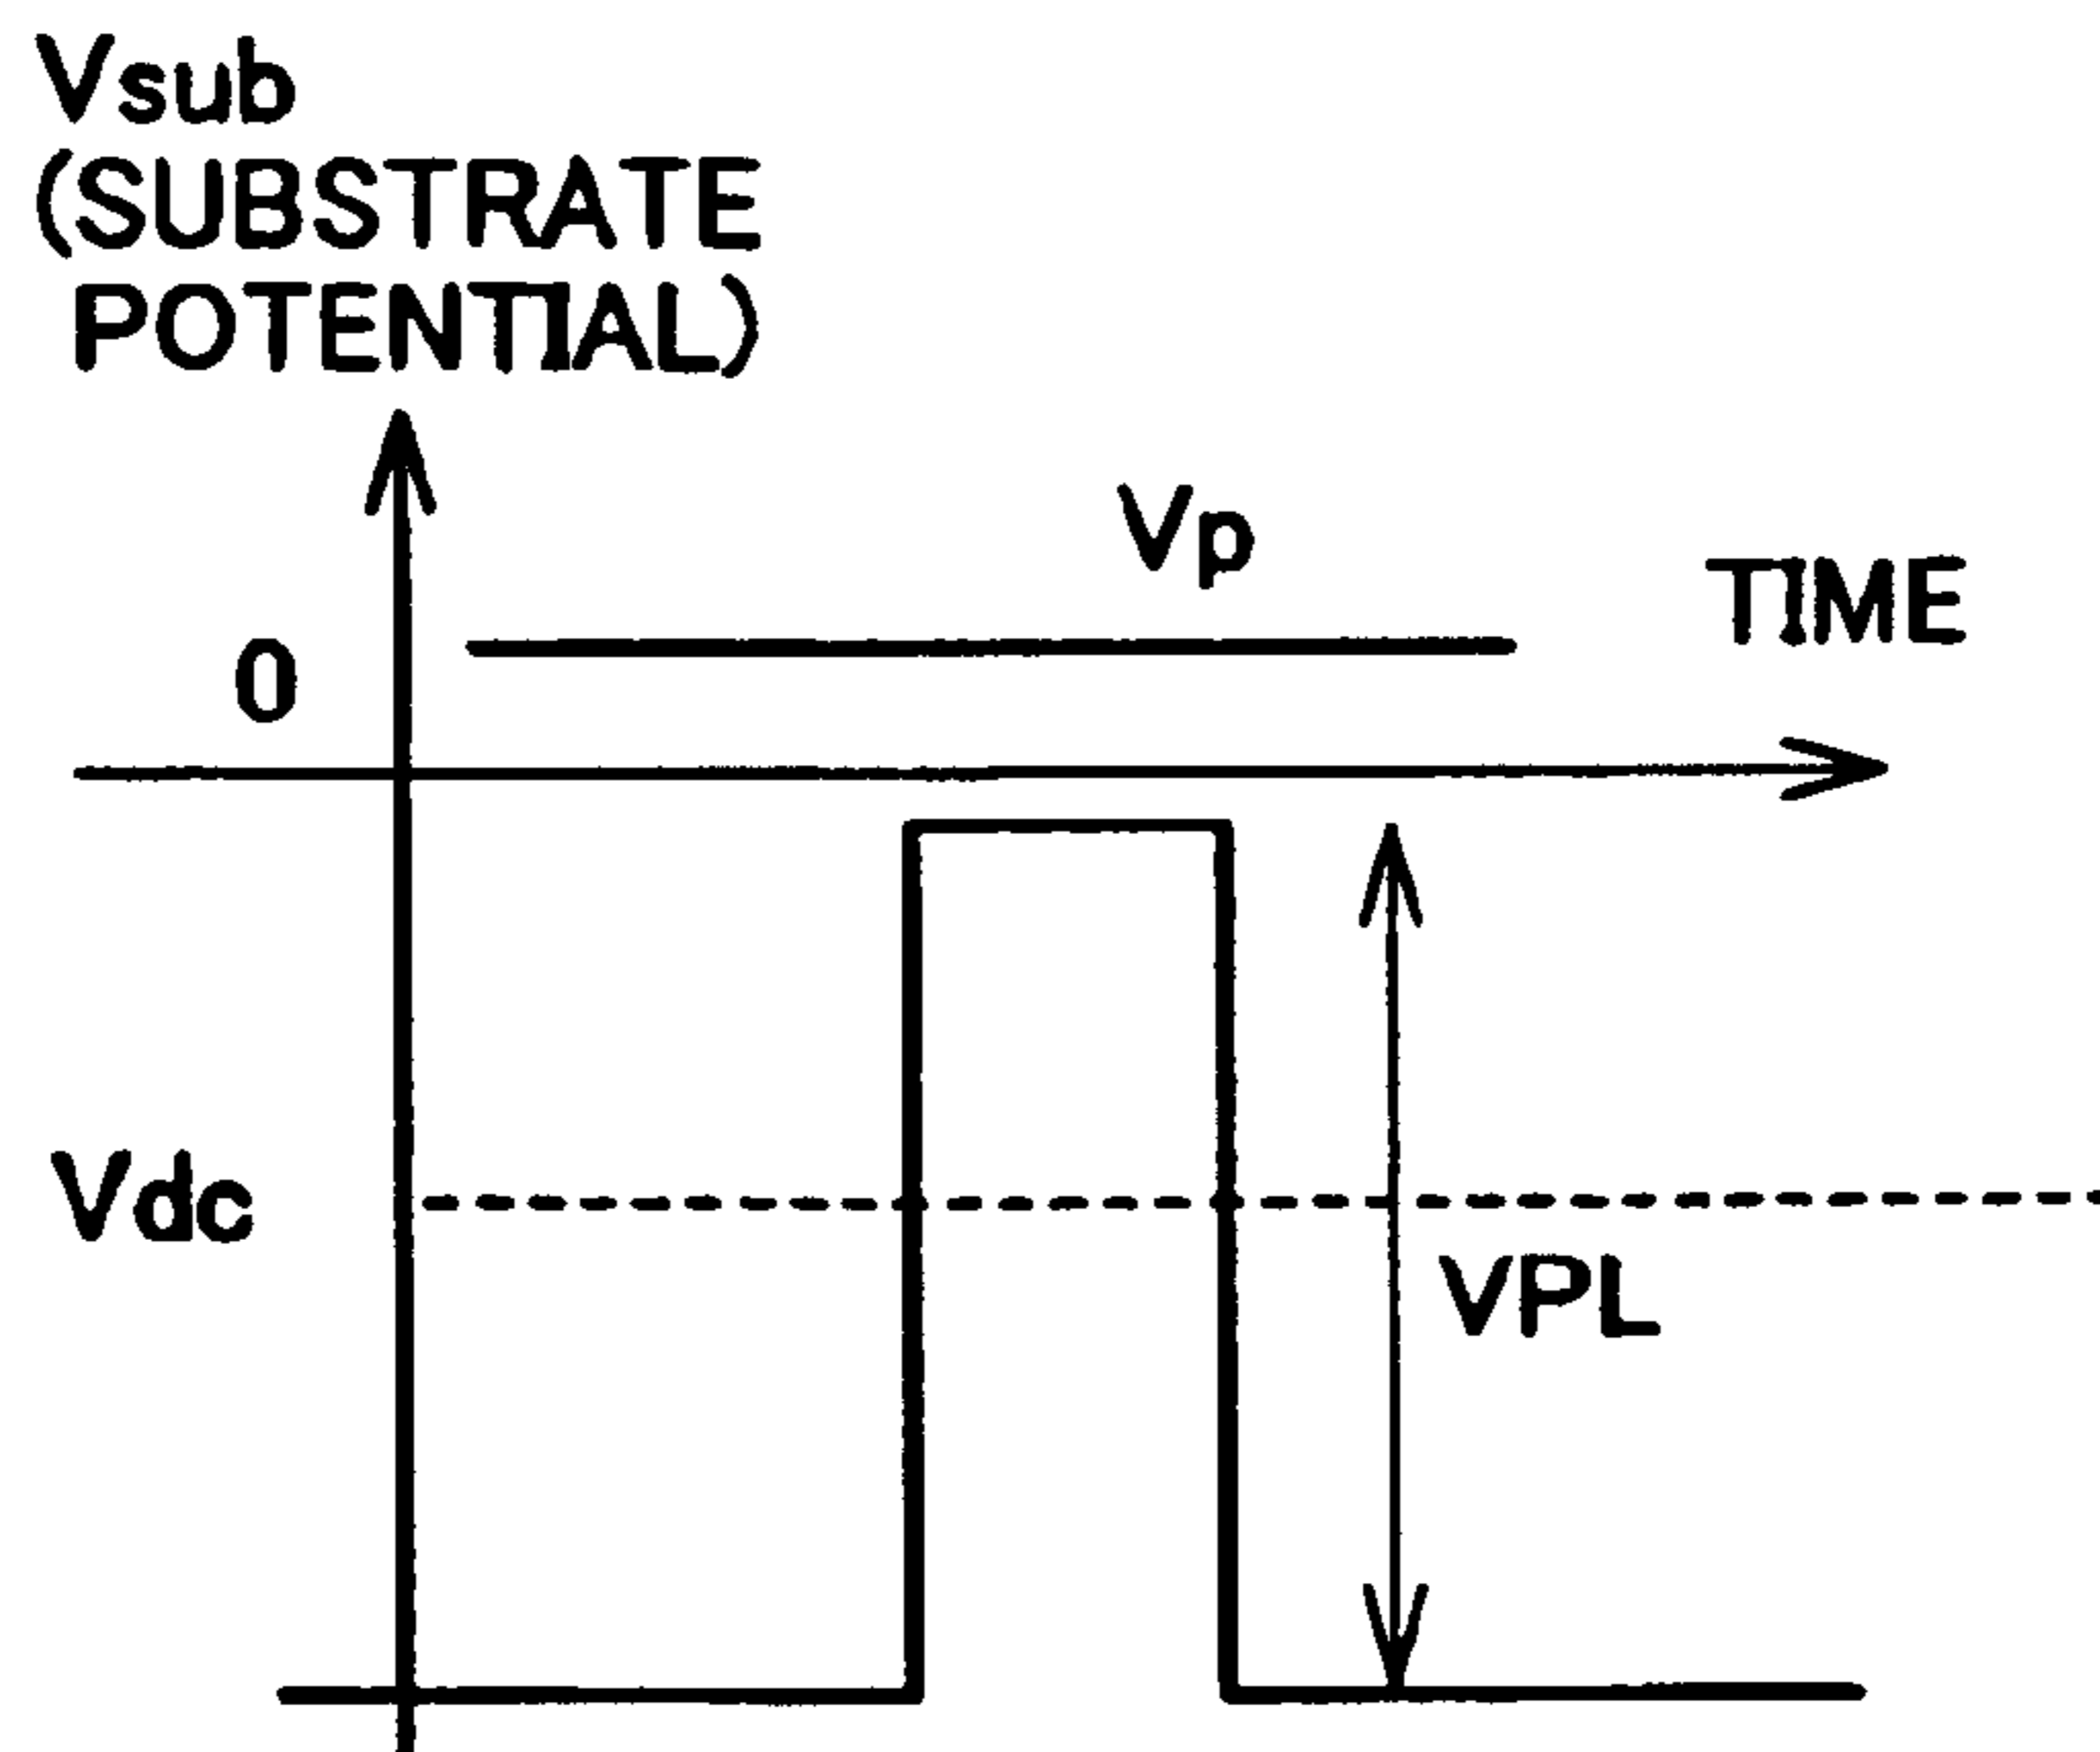 Vsub
(SUBSTRATE
POTENTIAL)
Vp
TIME
0
Vdc
VPL